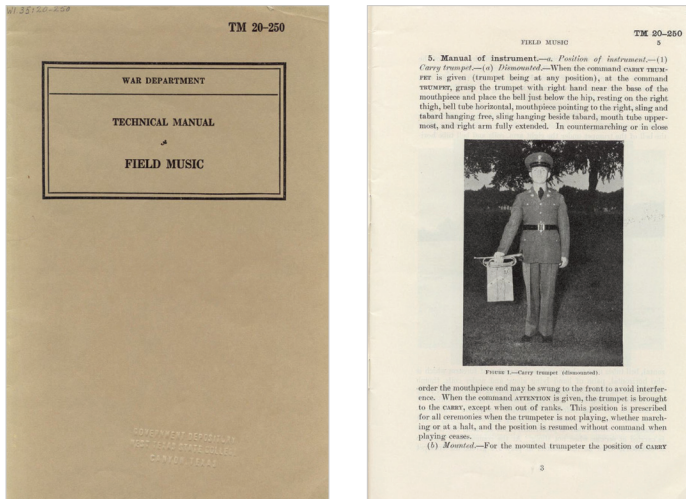 W1.35:20-250
TM 20–250
WAR DEPARTMENT
TECHNICAL MANUAL
FIELD MUSIC
GOVERNMENT DEPOSITORY
CANYON, TEXAS
TM 20–250
FIELD MUSIC 5
5. Manual of instrument.—a. Position of instrument.—(1)
Carry trumpet.—(a) Dismounted.—When the command CARRY TRUM-
PET is given (trumpet being at any position), at the command
TRUMPET, grasp the trumpet with right hand near the base of the
mouthpiece and place the bell just below the hip, resting on the right
thigh, bell tube horizontal, mouthpiece pointing to the right, sling and
tabard hanging free, sling hanging beside tabard, mouth tube upper-
most, and right arm fully extended. In countermarching or in close
FIGURE 1.—Carry trumpet (dismounted).
order the mouthpiece end may be swung to the front to avoid interfer-
ence. When the command ATTENTION is given, the trumpet is brought
to the CARRY, except when out of ranks. This position is prescribed
for all ceremonies when the trumpeter is not playing, whether march-
ing or at a halt, and the position is resumed without command when
playing ceases.
(b) Mounted.—For the mounted trumpeter the position of CARRY
3